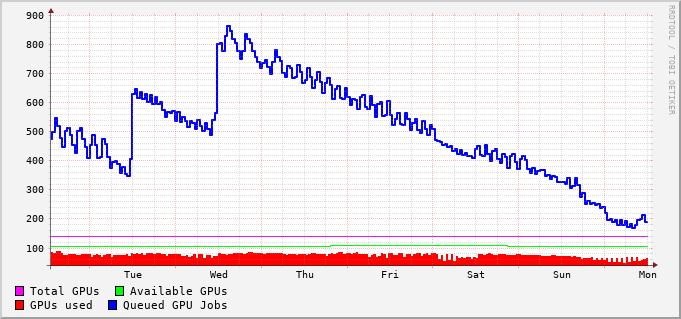 900
800
700
600
500
400
300
200
100
Tue Wed Thu Fri Sat Sun Mon
Total GPUs Available GPUs
GPUs used Queued GPU Jobs
RRDTOOL / TOBI OETIKER